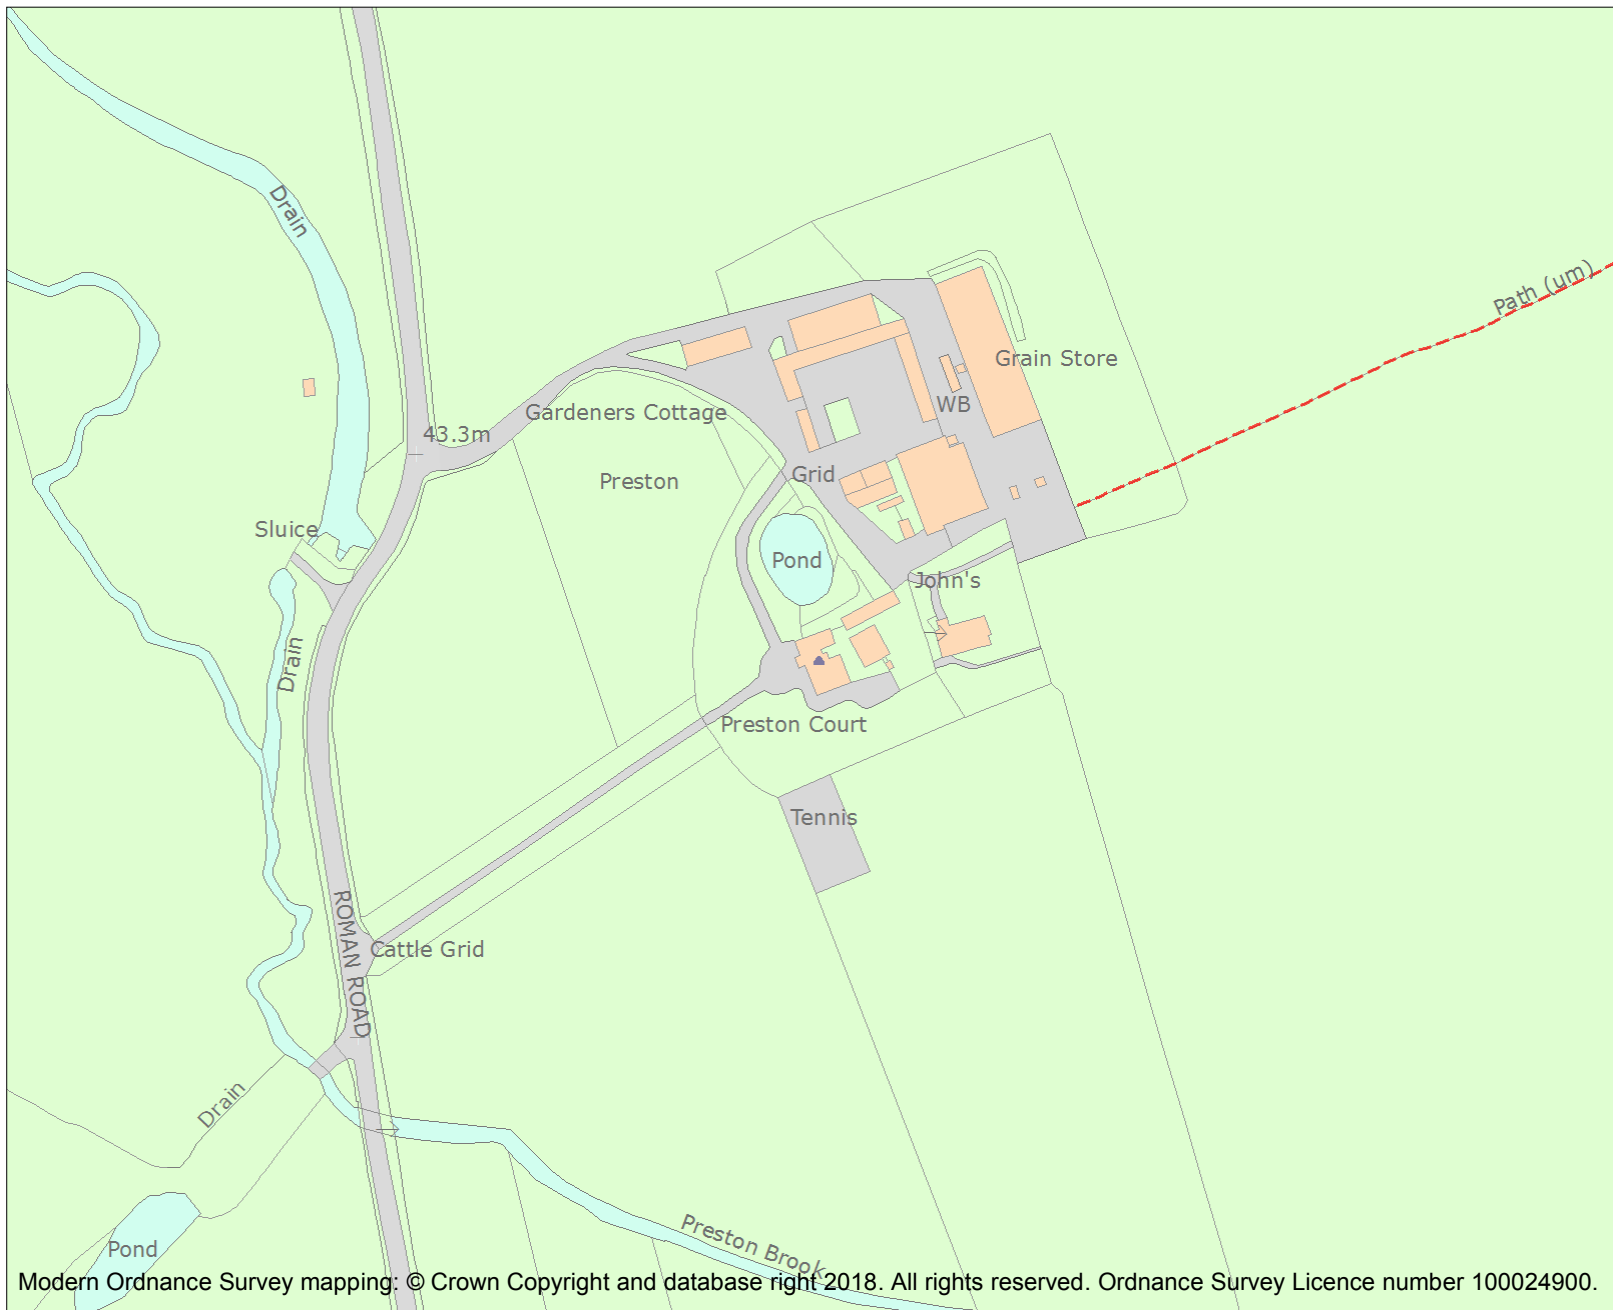 Drain
Path (um)
Grain Store
WB
Gardeners Cottage
43.3m
Grid
Preston
Sluice
Pond
John's
Drain
Preston Court
Tennis
ROMAN ROAD
Cattle Grid
Drain
Preston Brook
Pond
Modern Ordnance Survey mapping: © Crown Copyright and database right 2018. All rights reserved. Ordnance Survey Licence number 100024900.